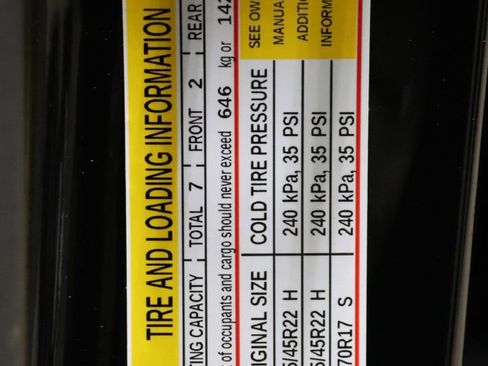 TIRE AND LOADING INFORMATION
TING CAPACITY TOTAL 7 FRONT 2 REAR
of occupants and cargo should never exceed 646 kg or 142
IGINAL SIZE COLD TIRE PRESSURE SEE OW
MANUA
/45R22 H 240 kPa, 35 PSI ADDITI
/45R22 H 240 kPa, 35 PSI INFORM
70R17 S 240 kPa, 35 PSI